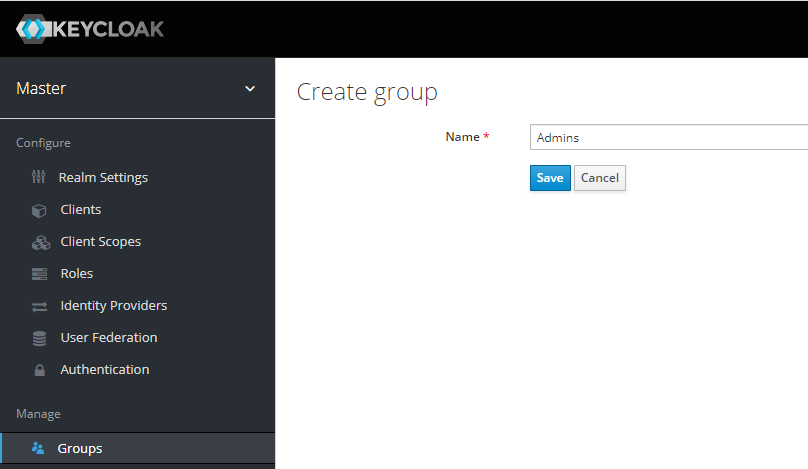 KEYCLOAK
Master
Configure
Realm Settings
Clients
Client Scopes
Roles
Identity Providers
User Federation
Authentication
Manage
Groups
Create group
Name *
Admins
Save Cancel